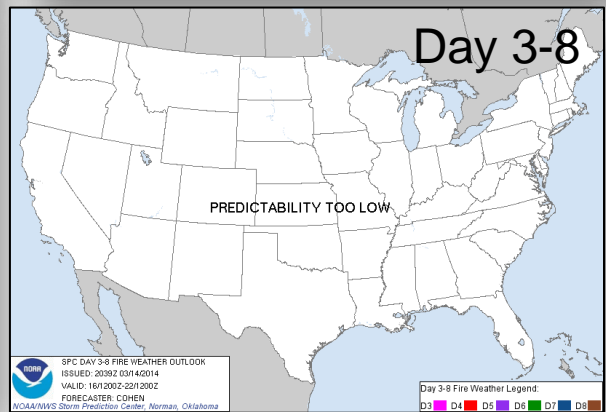 Day 3-8
PREDICTABILITY TOO LOW
NOAA
SPC DAY 3-8 FIRE WEATHER OUTLOOK
ISSUED: 2039Z 03/14/2014
VALID: 16/1200Z-22/1200Z
FORECASTER: COHEN
NOAA/NWS Storm Prediction Center, Norman, Oklahoma
Day 3-8 Fire Weather Legend:
D3 D4 D5 D6 D7 D8